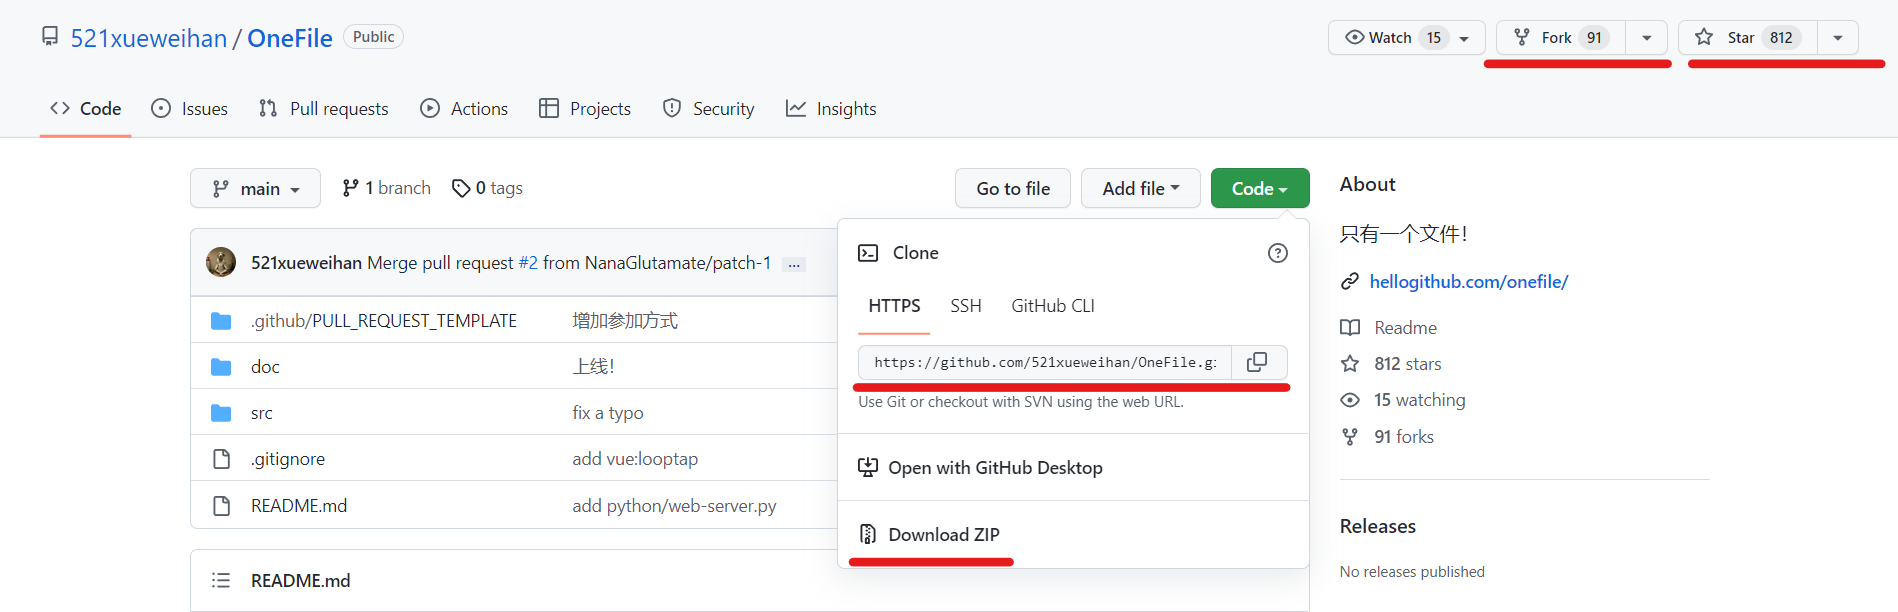 521xueweihan / OneFile Public
Watch 15 Fork 91 Star 812
Code Issues Pull requests Actions Projects Security Insights
main 1 branch 0 tags Go to file Add file Code
521xueweihan Merge pull request #2 from NanaGlutamate/patch-1 ...
.github/PULL_REQUEST_TEMPLATE 增加参加方式
doc 上线！
src fix a typo
.gitignore add vue:looptap
README.md add python/web-server.py
README.md
Clone
HTTPS SSH GitHub CLI
https://github.com/521xueweihan/OneFile.gi
Use Git or checkout with SVN using the web URL.
Open with GitHub Desktop
Download ZIP
About
只有一个文件！
hellogithub.com/onefile/
Readme
812 stars
15 watching
91 forks
Releases
No releases published